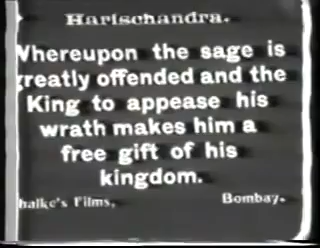 Harischandra.
Whereupon the sage is
greatly offended and the
King to appease his
wrath makes him a
free gift of his
kingdom.
halke's Films,
Bombay.